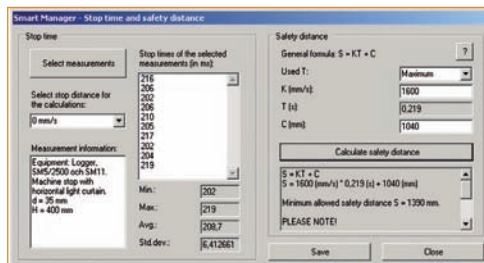 Smart Manager - Stop time and safety distance
Stop time
Select measurements
Select stop distance for
the calculations:
0 mm/s
Measurement information:
Equipment: Logger,
SM5/2500 och SM11.
Machine stop with
horizontal light curtain.
d = 35 mm
H = 400 mm
Stop times of the selected
measurements (in ms):
216
206
202
206
210
205
217
202
204
219
Min.: 202
Max.: 219
Avg.: 208,7
Std.dev.: 6,412661
Safety distance
General formula: S = KT + C
?
Used T: Maximum
K (mm/s): 1600
T (s): 0,219
C (mm): 1040
Calculate safety distance
S = KT + C
S = 1600 (mm/s) * 0,219 (s) + 1040 (mm)
Minimum allowed safety distance S = 1390 mm.
PLEASE NOTE!
Save
Close